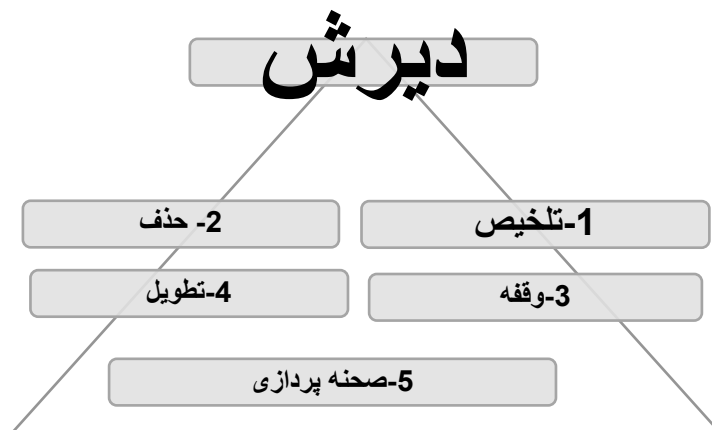 دیرش
1-تلخیص
2- حذف
3-وقفه
4-تطویل
5-صحنه پردازی